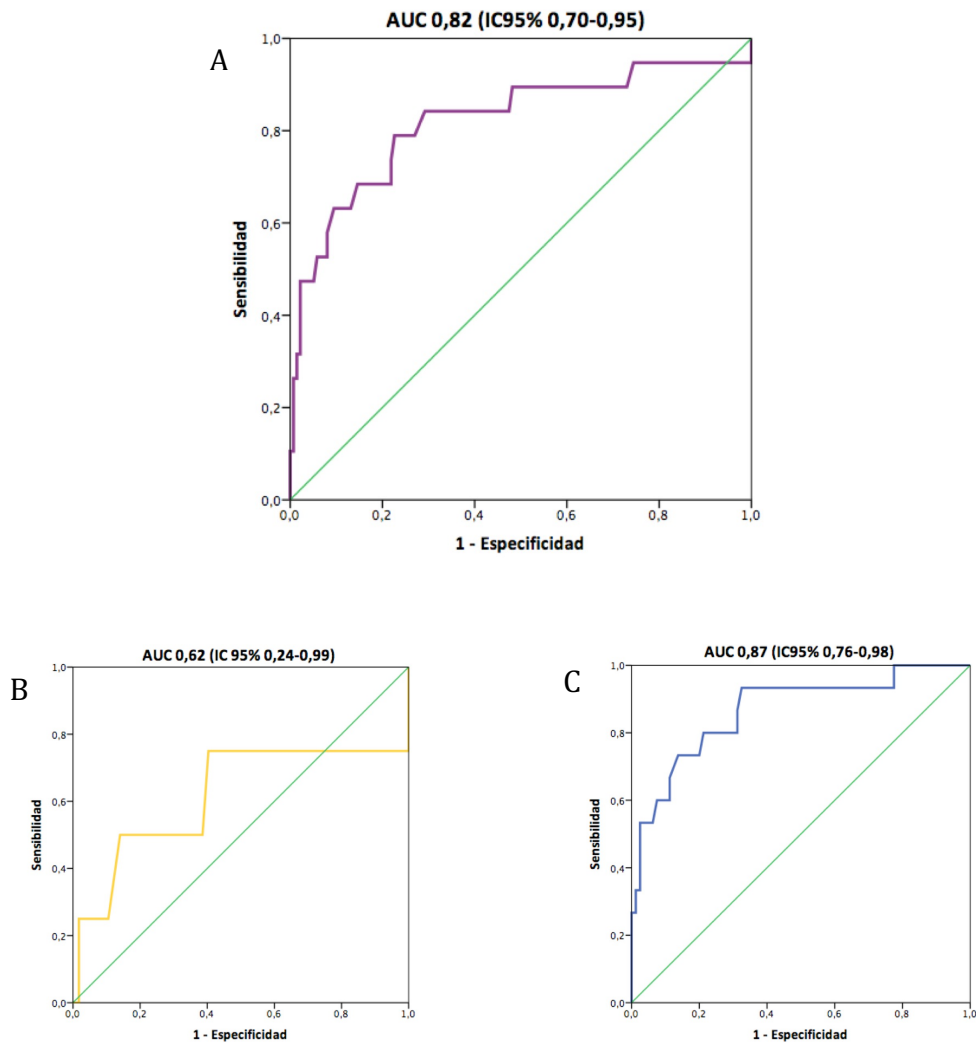 AUC 0,82 (IC95% 0,70-0,95)
A
1,0
0,8
0,6
0,4
0,2
0,0
Sensibilidad
0,0 0,2 0,4 0,6 0,8 1,0
1 - Especificidad
AUC 0,62 (IC 95% 0,24-0,99)
B
1,0
0,8
0,6
0,4
0,2
0,0
Sensibilidad
0,0 0,2 0,4 0,6 0,8 1,0
1 - Especificidad
AUC 0,87 (IC95% 0,76-0,98)
C
1,0
0,8
0,6
0,4
0,2
0,0
Sensibilidad
0,0 0,2 0,4 0,6 0,8 1,0
1 - Especificidad